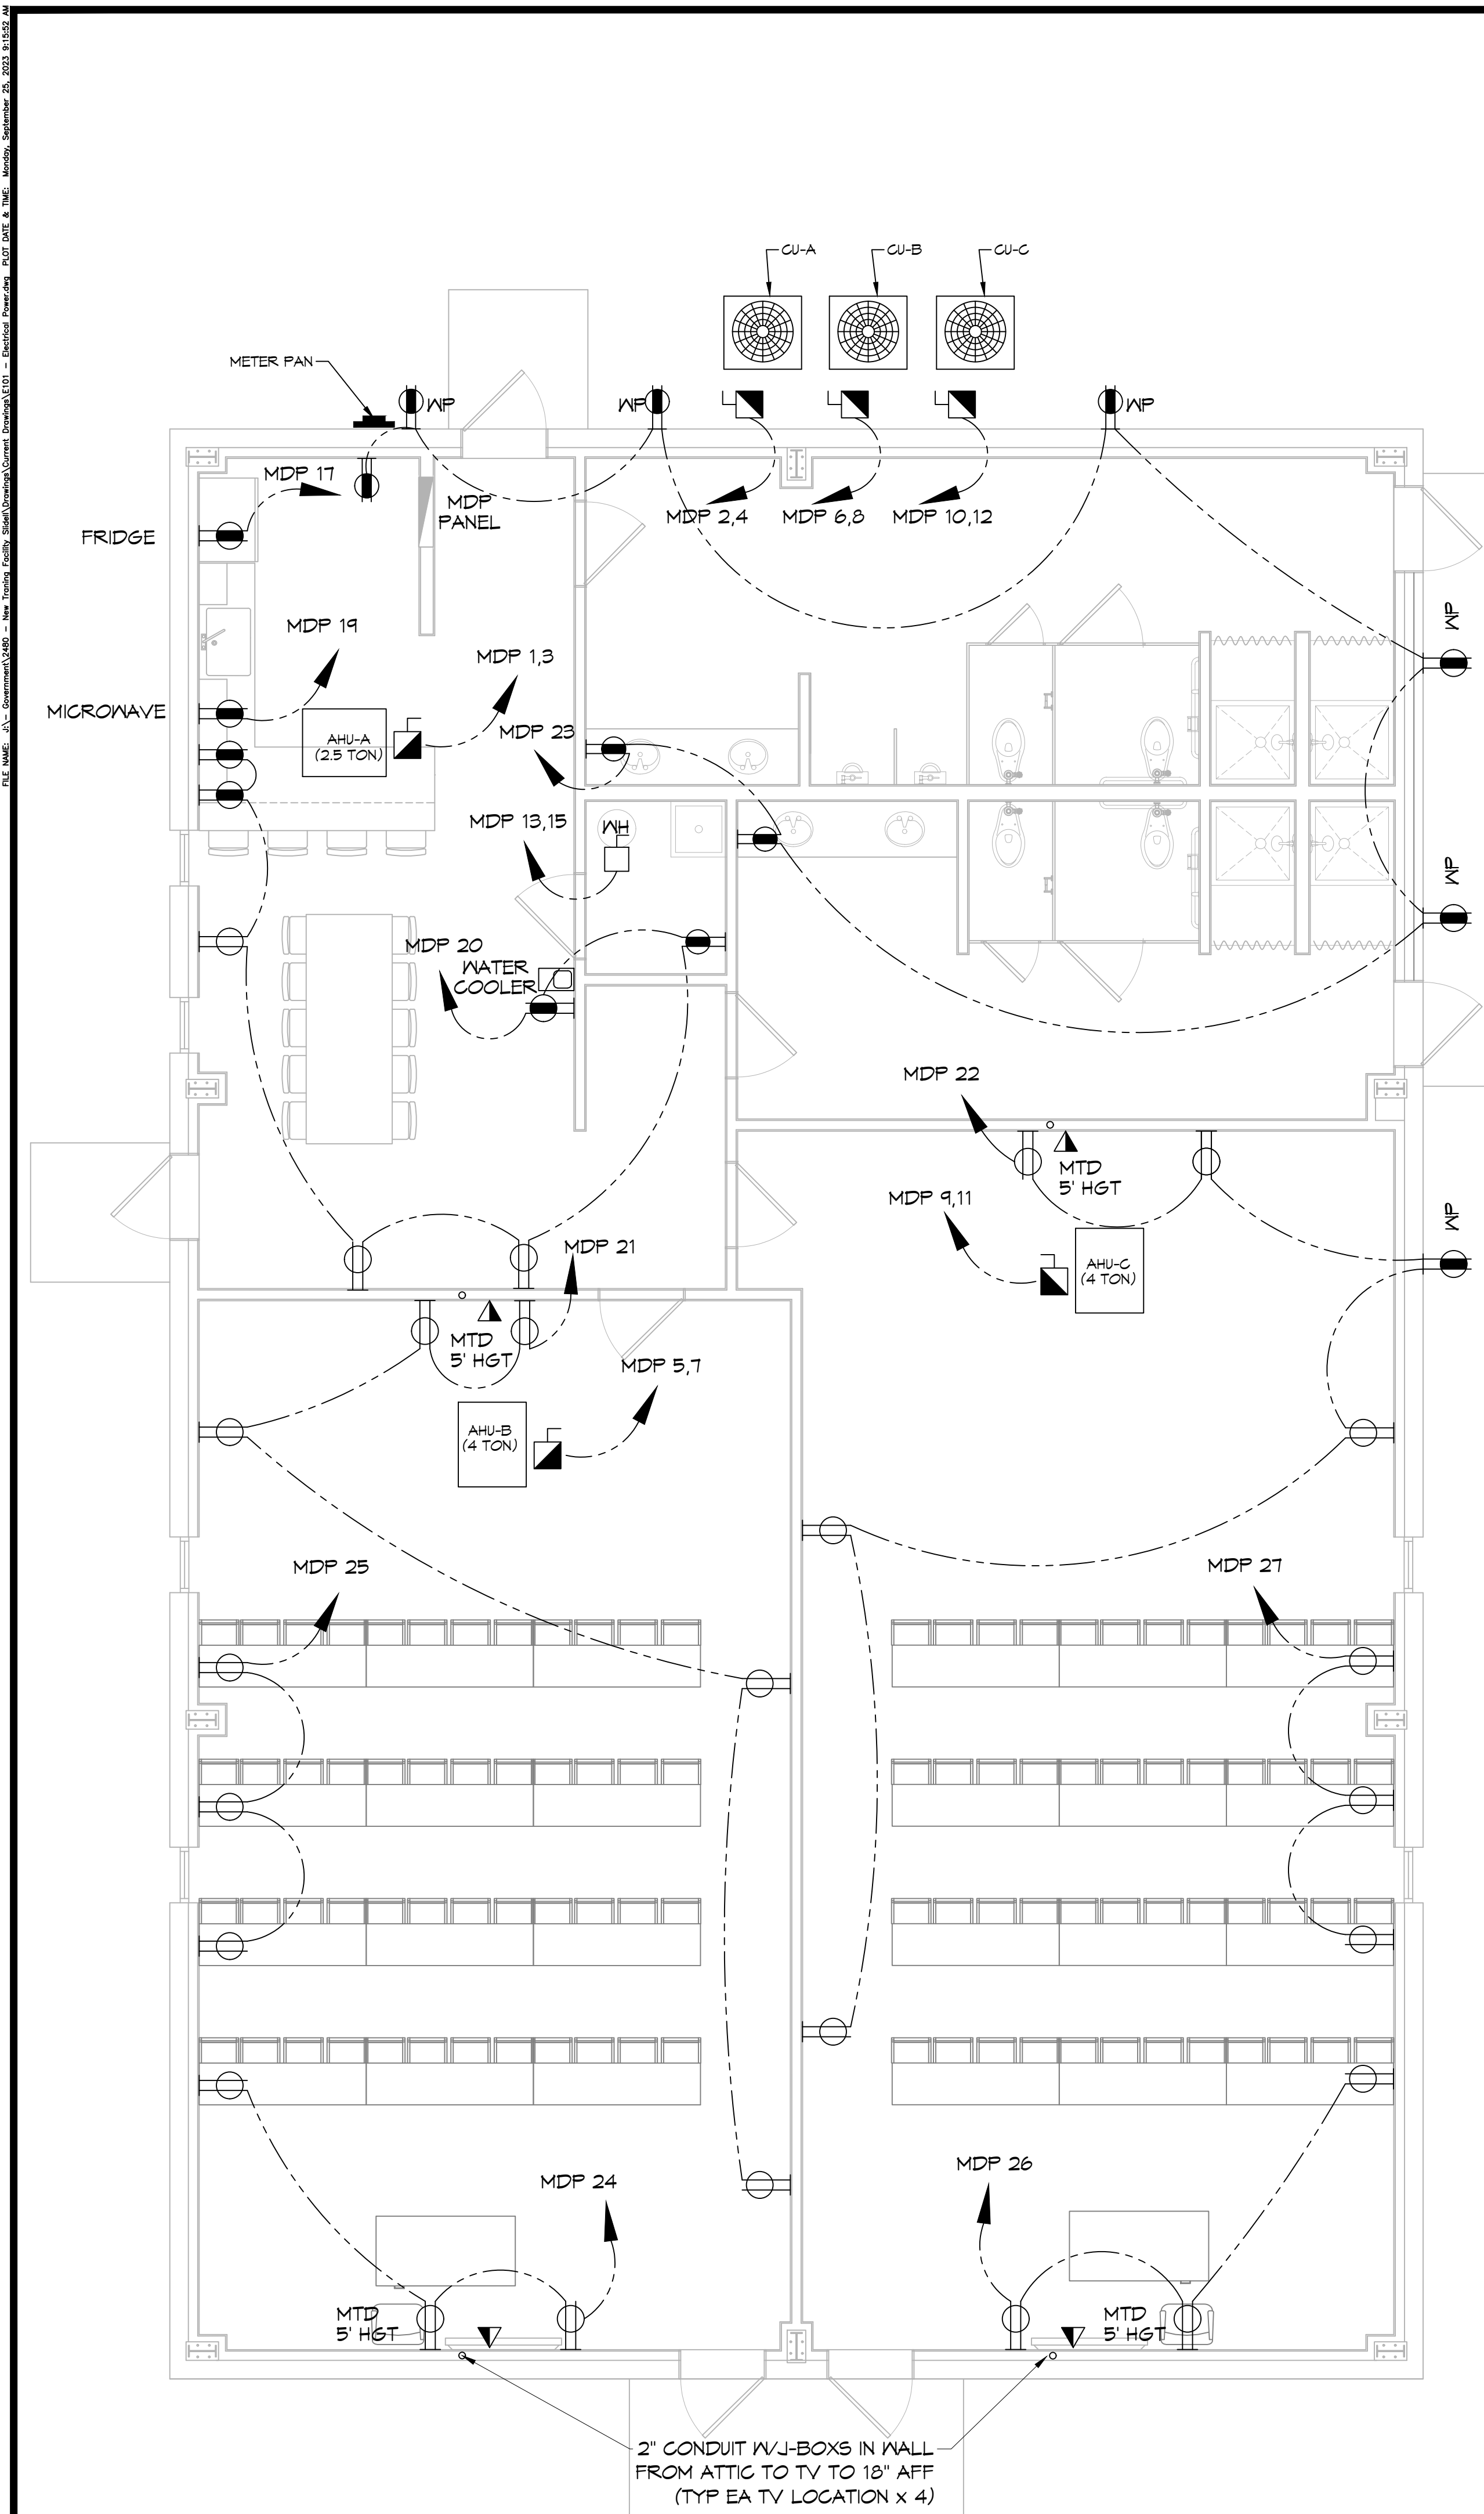 FILE NAME: J:\- Government\2480 - New Traning Facility Slidell\Drawings\Current Drawings\E101 - Electrical Power.dwg PLOT DATE & TIME: Monday, September 25, 2023 9:15:52 AM
CU-A
CU-B
CU-C
METER PAN
WP
WP
WP
MDP 17
MDP
PANEL
MDP 2,4
MDP 6,8
MDP 10,12
FRIDGE
WP
MDP 19
MDP 1,3
MICROWAVE
MDP 23
AHU-A
(2.5 TON)
MDP 13,15
WH
WP
MDP 20
WATER
COOLER
MDP 22
MTD
5' HGT
MDP 9,11
WP
MDP 21
AHU-C
(4 TON)
MTD
5' HGT
MDP 5,7
AHU-B
(4 TON)
MDP 25
MDP 27
MDP 24
MDP 26
MTD
5' HGT
MTD
5' HGT
2" CONDUIT W/J-BOXS IN WALL
FROM ATTIC TO TV TO 18" AFF
(TYP EA TV LOCATION x 4)